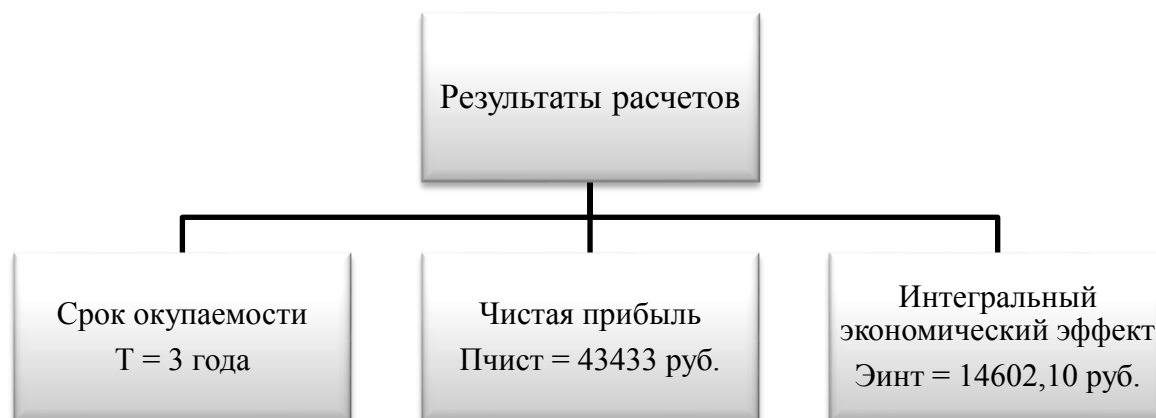 Результаты расчетов
Срок окупаемости
Т = 3 года
Чистая прибыль
Пчист = 43433 руб.
Интегральный
экономический эффект
Эинт = 14602,10 руб.